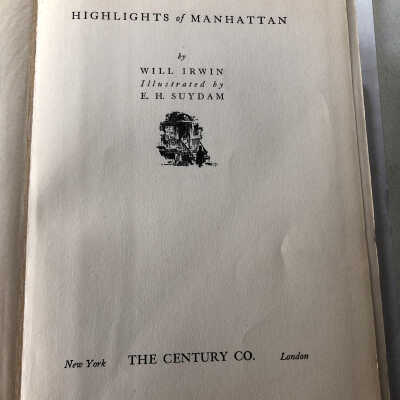 HIGHLIGHTS of MANHATTAN
by
WILL IRWIN
Illustrated by
E. H. SUYDAM
New York THE CENTURY CO. London